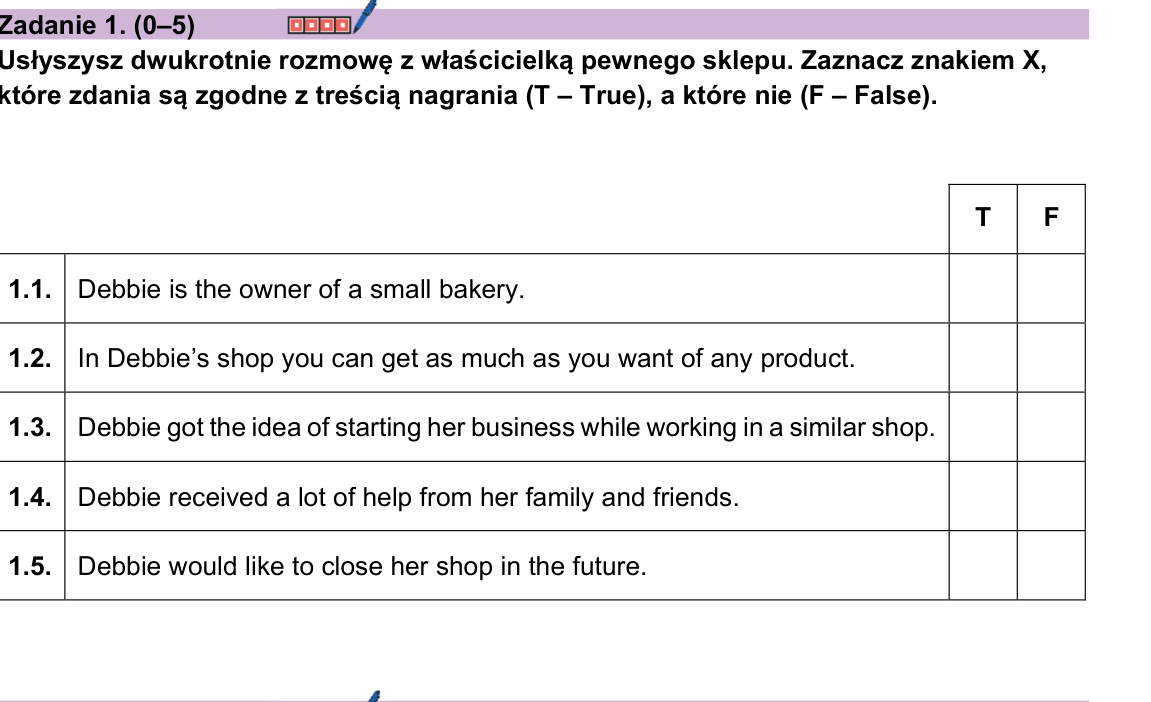 Zadanie 1. (0–5)
Usłyszysz dwukrotnie rozmowę z właścicielką pewnego sklepu. Zaznacz znakiem X,
które zdania są zgodne z treścią nagrania (T – True), a które nie (F – False).
T F
1.1. Debbie is the owner of a small bakery.
1.2. In Debbie’s shop you can get as much as you want of any product.
1.3. Debbie got the idea of starting her business while working in a similar shop.
1.4. Debbie received a lot of help from her family and friends.
1.5. Debbie would like to close her shop in the future.